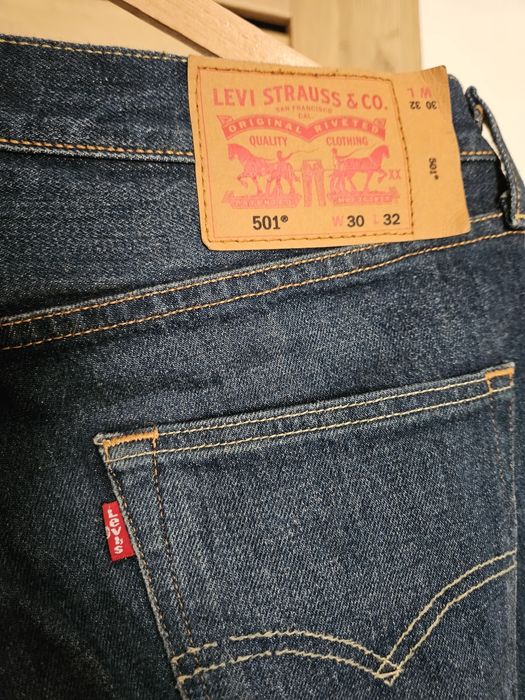 LEVI STRAUSS & CO.
SAN FRANCISCO
CAL.
ORIGINAL RIVETED
QUALITY CLOTHING
XX
501®
W 30 L 32
W L
30 32
501®
Levi's